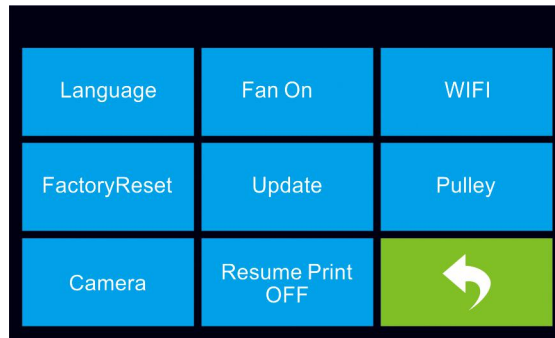 Language
Fan On
WIFI
FactoryReset
Update
Pulley
Camera
Resume Print
OFF